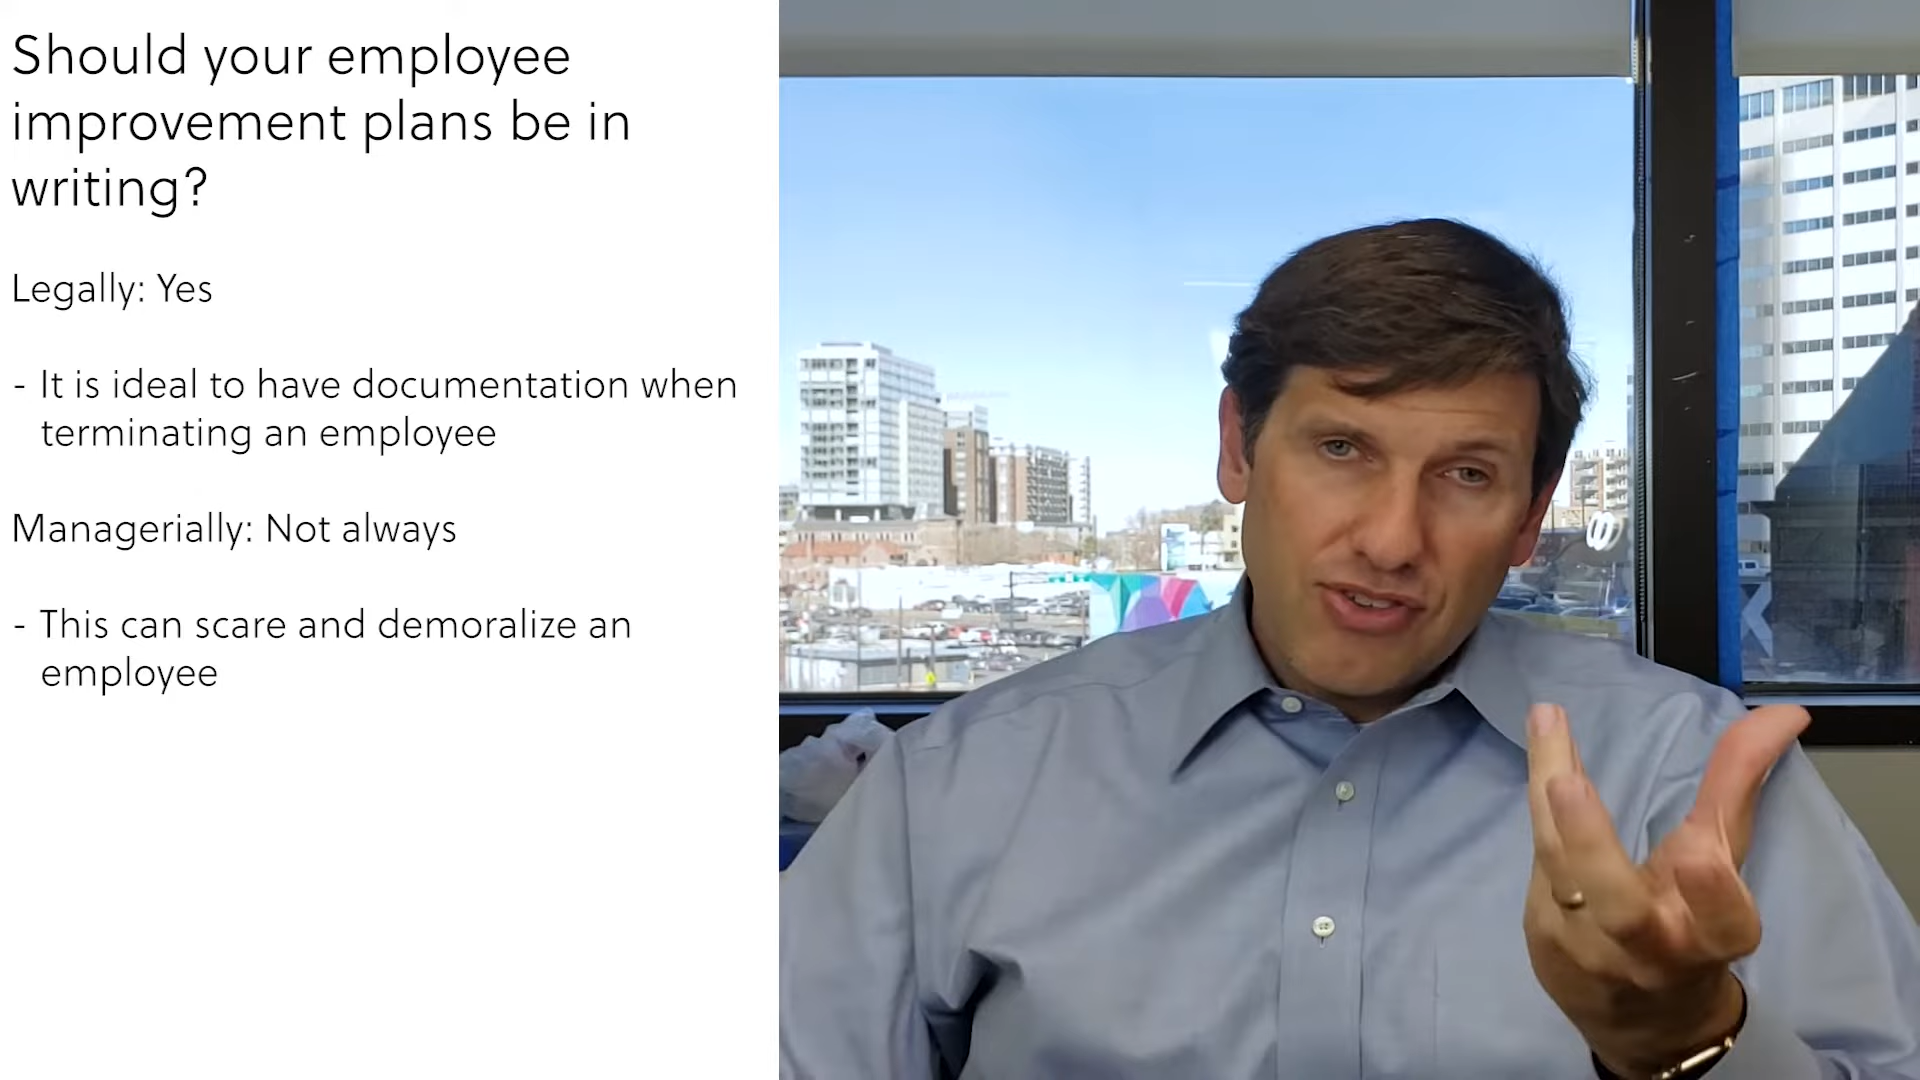 Should your employee
improvement plans be in
writing?
Legally: Yes
- It is ideal to have documentation when
terminating an employee
Managerially: Not always
- This can scare and demoralize an
employee